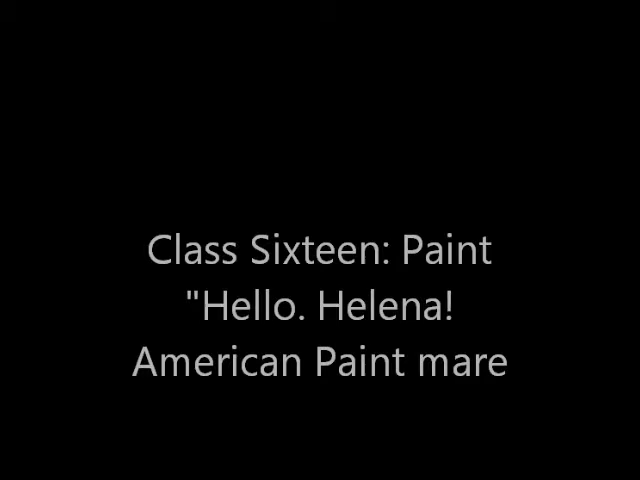 Class Sixteen: Paint
"Hello. Helena!
American Paint mare